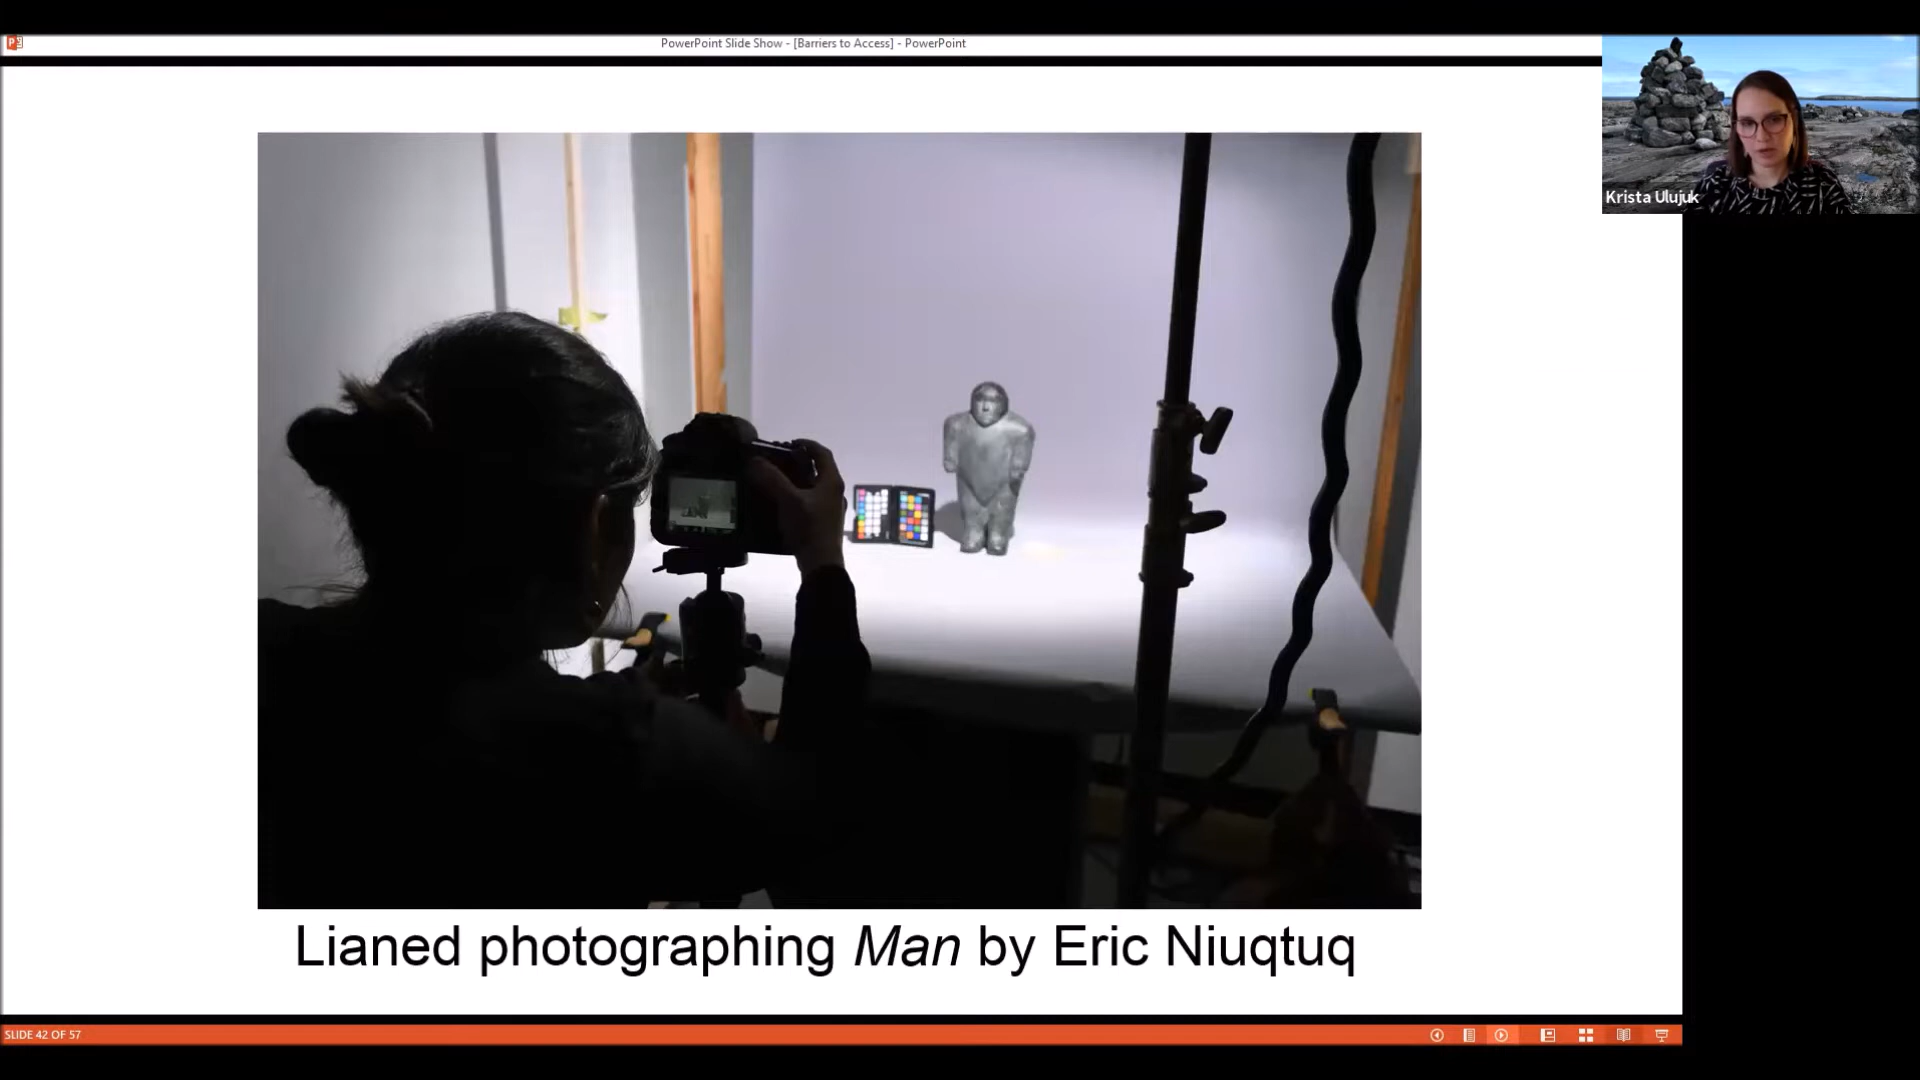 PowerPoint Slide Show - [Barriers to Access] - PowerPoint
Krista Ulujuk
Lianed photographing Man by Eric Niuqtuq
SLIDE 42 OF 57